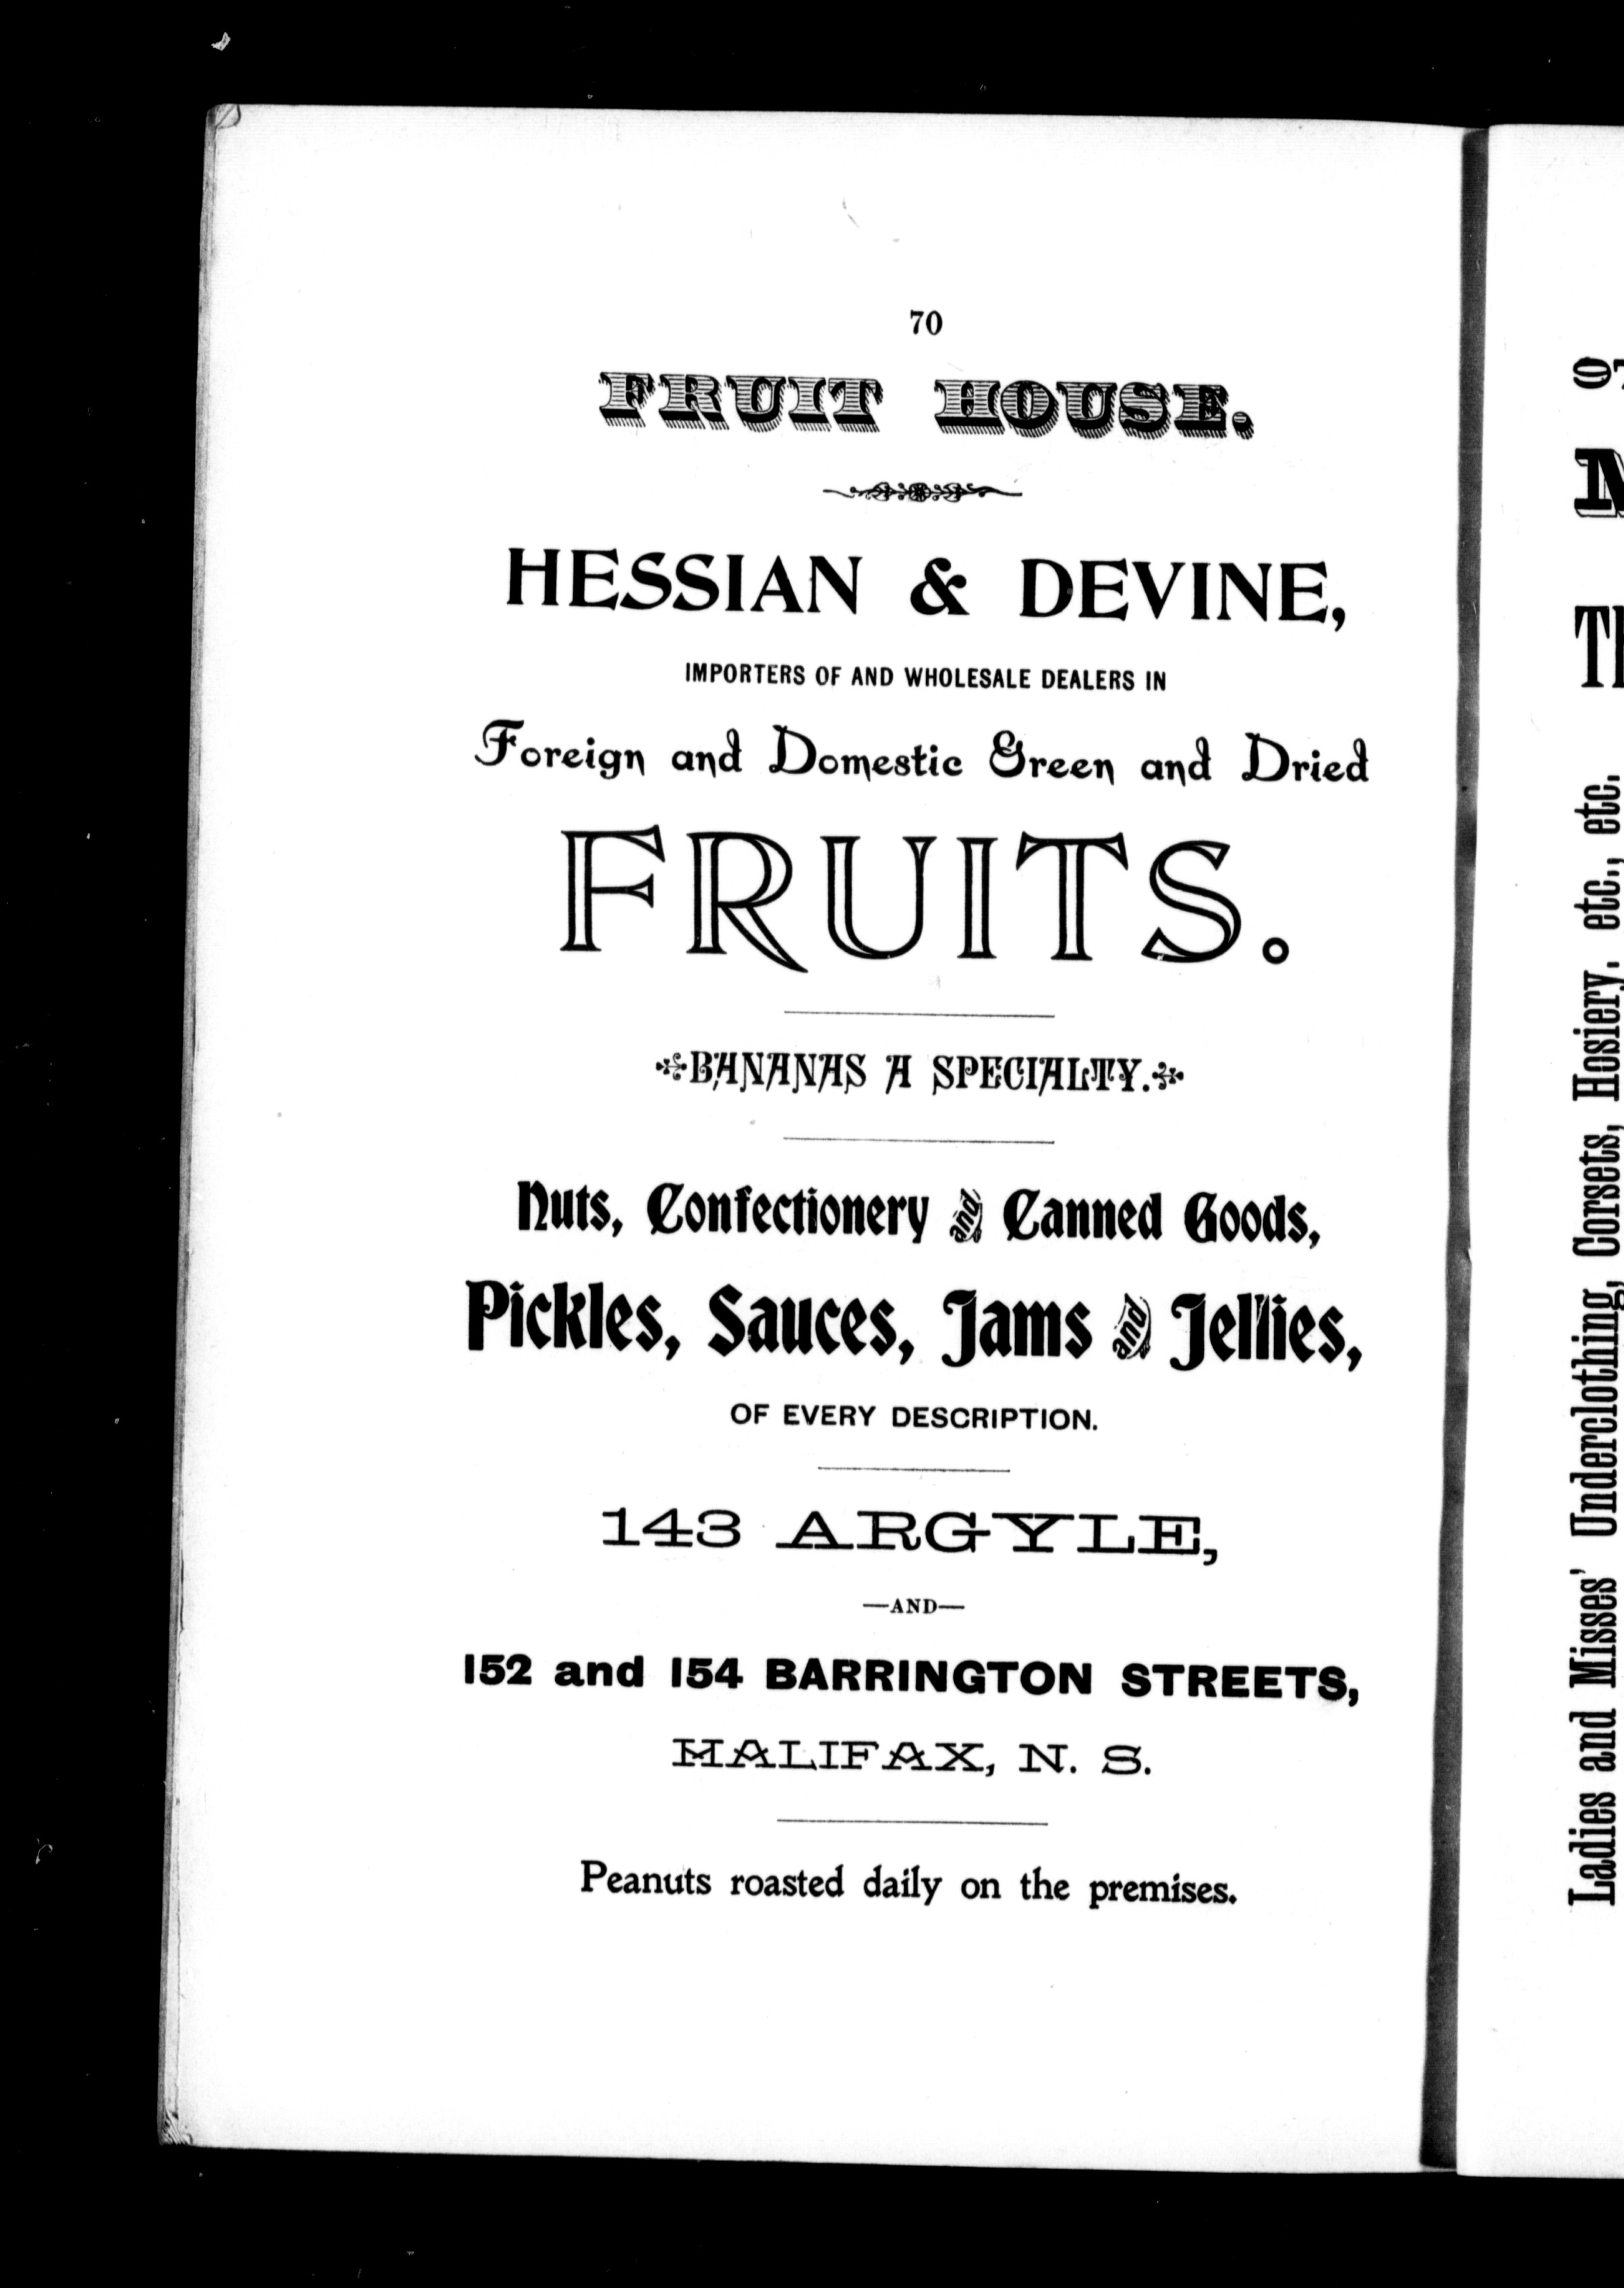 70
FRUIT HOUSE.
HESSIAN & DEVINE,
IMPORTERS OF AND WHOLESALE DEALERS IN
Foreign and Domestic Green and Dried
FRUITS.
BANANAS A SPECIALTY.
Nuts, Confectionery and Canned Goods,
Pickles, Sauces, Jams and Jellies,
OF EVERY DESCRIPTION.
143 ARGYLE,
—AND—
152 and 154 BARRINGTON STREETS,
HALIFAX, N. S.
Peanuts roasted daily on the premises.
Ladies and Misses' Underclothing, Corsets, Hosiery. etc., etc.